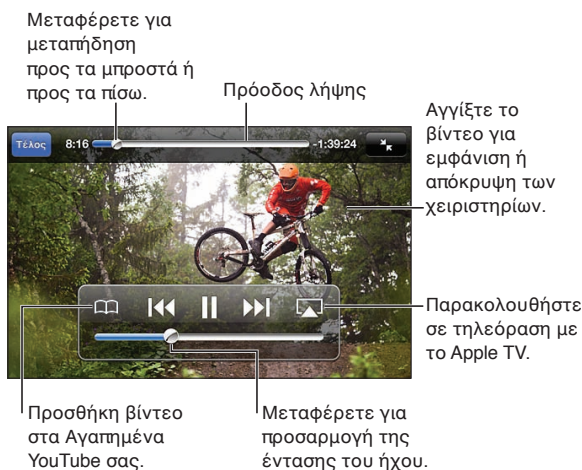 Μεταφέρετε για
μεταπήδηση
προς τα μπροστά ή
προς τα πίσω.
Πρόοδος λήψης
Αγγίξτε το
βίντεο για
εμφάνιση ή
απόκρυψη των
χειριστηρίων.
Τέλος 8:16 -1:39:24
Παρακολουθήστε
σε τηλεόραση με
το Apple TV.
Προσθήκη βίντεο
στα Αγαπημένα
YouTube σας.
Μεταφέρετε για
προσαρμογή της
έντασης του ήχου.